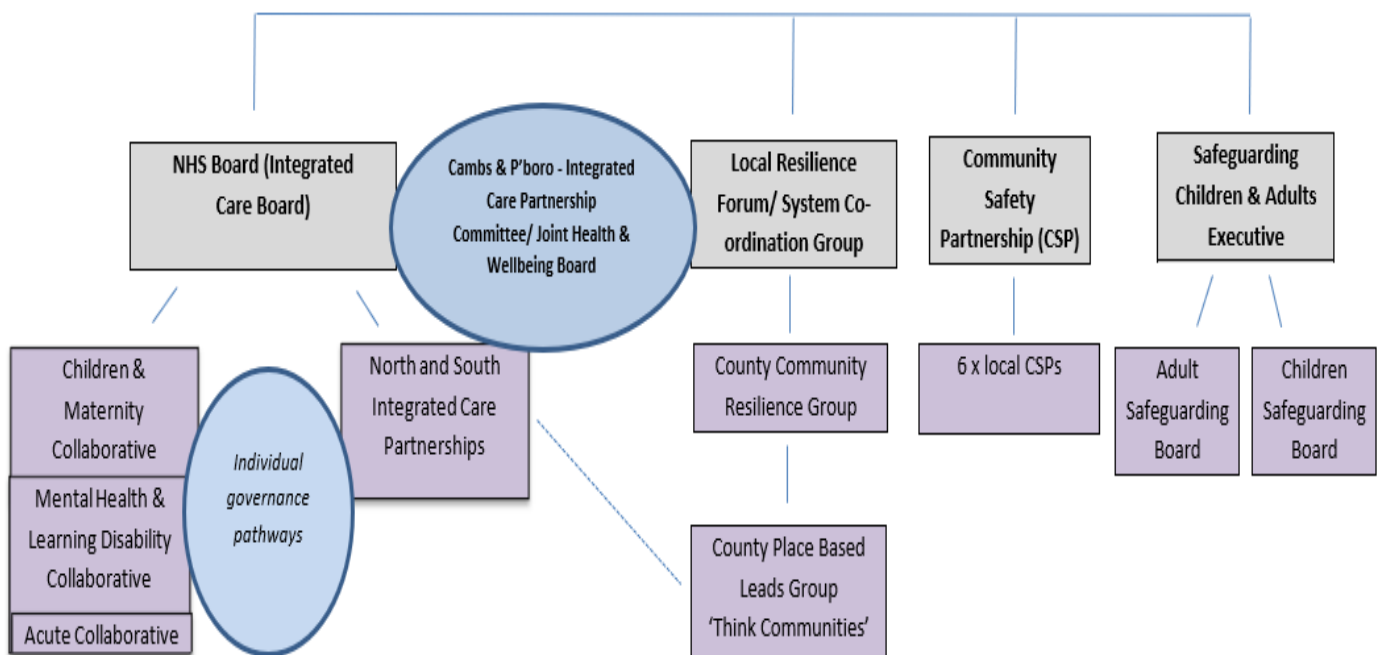 NHS Board (Integrated
Care Board)
Cambs & P'boro - Integrated
Care Partnership
Committee/ Joint Health &
Wellbeing Board
Local Resilience
Forum/ System Co-
ordination Group
Community
Safety
Partnership (CSP)
Safeguarding
Children & Adults
Executive
Children &
Maternity
Collaborative
Mental Health &
Learning Disability
Collaborative
Acute Collaborative
Individual
governance
pathways
North and South
Integrated Care
Partnerships
County Community
Resilience Group
County Place Based
Leads Group
‘Think Communities’
6 x local CSPs
Adult
Safeguarding
Board
Children
Safeguarding
Board